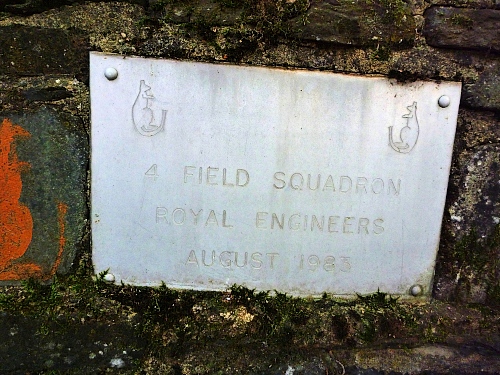 4 FIELD SQUADRON
ROYAL ENGINEERS
AUGUST 1983